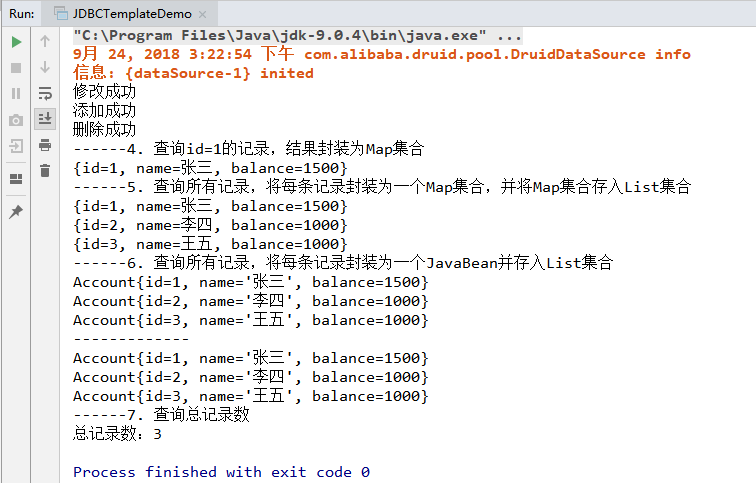 Run: JDBCTemplateDemo
"C:\Program Files\Java\jdk-9.0.4\bin\java.exe" ...
9月 24, 2018 3:22:54 下午 com.alibaba.druid.pool.DruidDataSource info
信息: {dataSource-1} inited
修改成功
添加成功
删除成功
------4. 查询id=1的记录，结果封装为Map集合
{id=1, name=张三, balance=1500}
------5. 查询所有记录，将每条记录封装为一个Map集合，并将Map集合存入List集合
{id=1, name=张三, balance=1500}
{id=2, name=李四, balance=1000}
{id=3, name=王五, balance=1000}
------6. 查询所有记录，将每条记录封装为一个JavaBean并存入List集合
Account{id=1, name='张三', balance=1500}
Account{id=2, name='李四', balance=1000}
Account{id=3, name='王五', balance=1000}
-------------
Account{id=1, name='张三', balance=1500}
Account{id=2, name='李四', balance=1000}
Account{id=3, name='王五', balance=1000}
------7. 查询总记录数
总记录数：3
Process finished with exit code 0